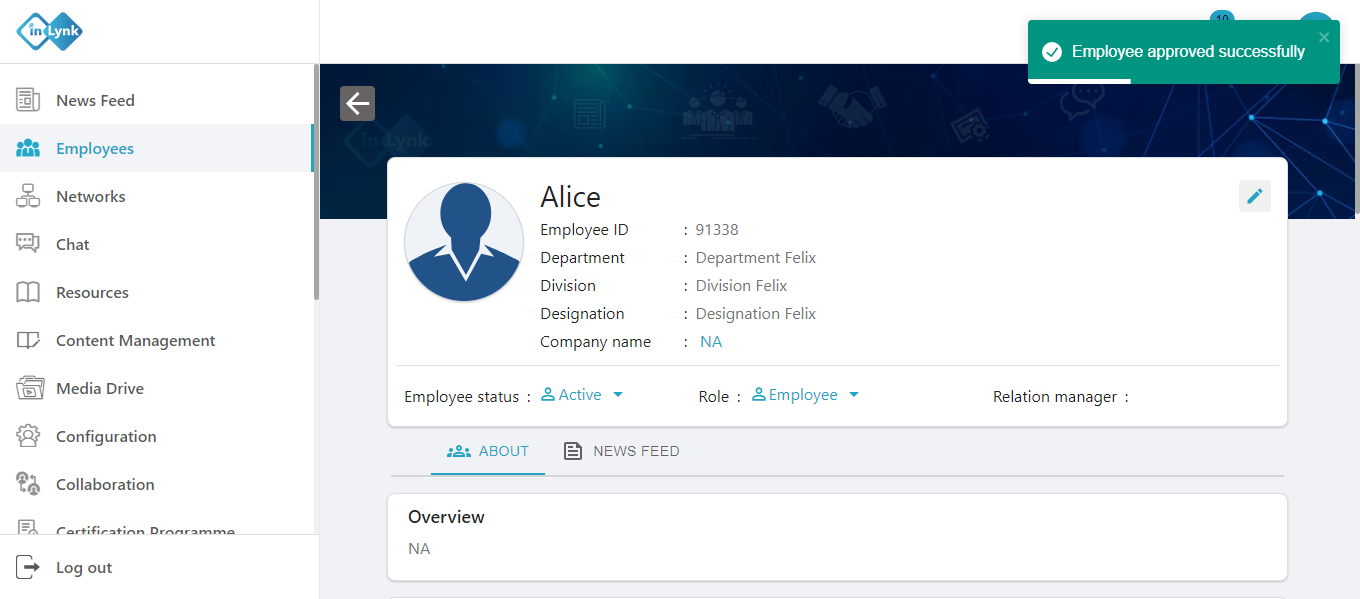 in Lynk
10
Employee approved successfully
News Feed
Employees
Networks
Chat
Resources
Content Management
Media Drive
Configuration
Collaboration
Certification Programme
Log out
inLynk
Alice
Employee ID : 91338
Department : Department Felix
Division : Division Felix
Designation : Designation Felix
Company name : NA
Employee status : Active Role : Employee Relation manager :
ABOUT NEWS FEED
Overview
NA